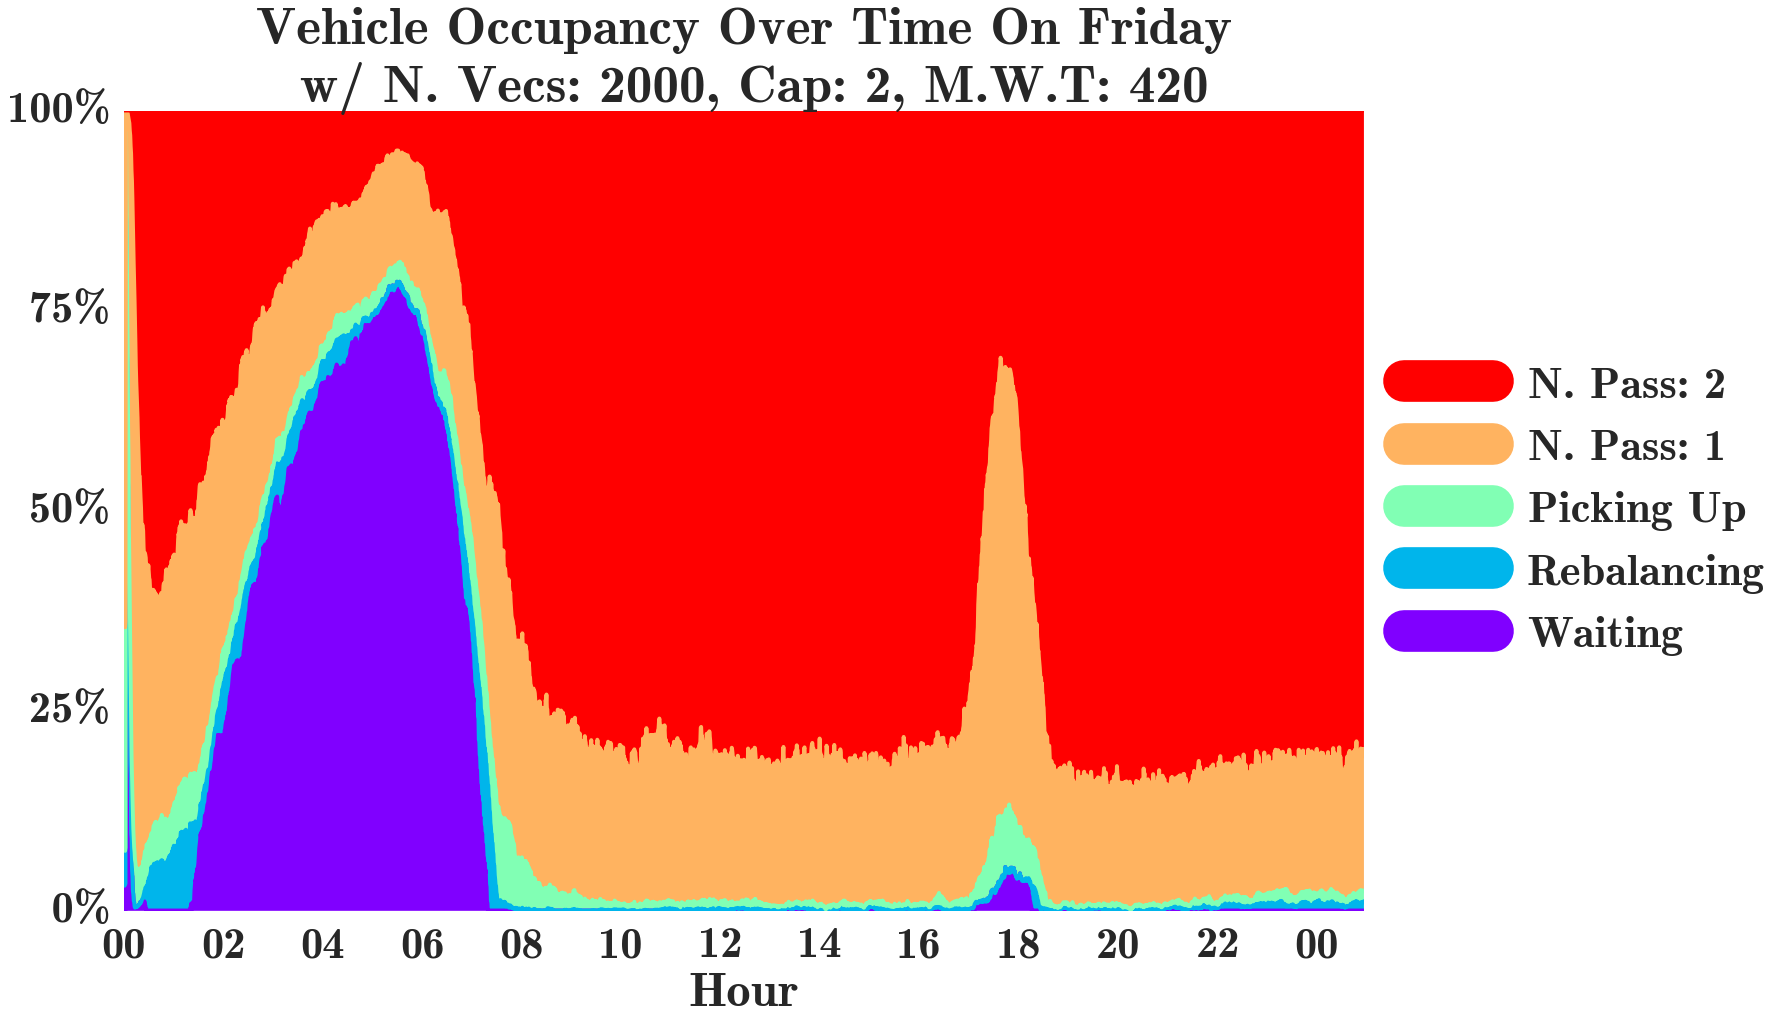 Vehicle Occupancy Over Time On Friday
w/ N. Vecs: 2000, Cap: 2, M.W.T: 420
100%
75%
50%
25%
0%
00 02 04 06 08 10 12 14 16 18 20 22 00
Hour
N. Pass: 2
N. Pass: 1
Picking Up
Rebalancing
Waiting